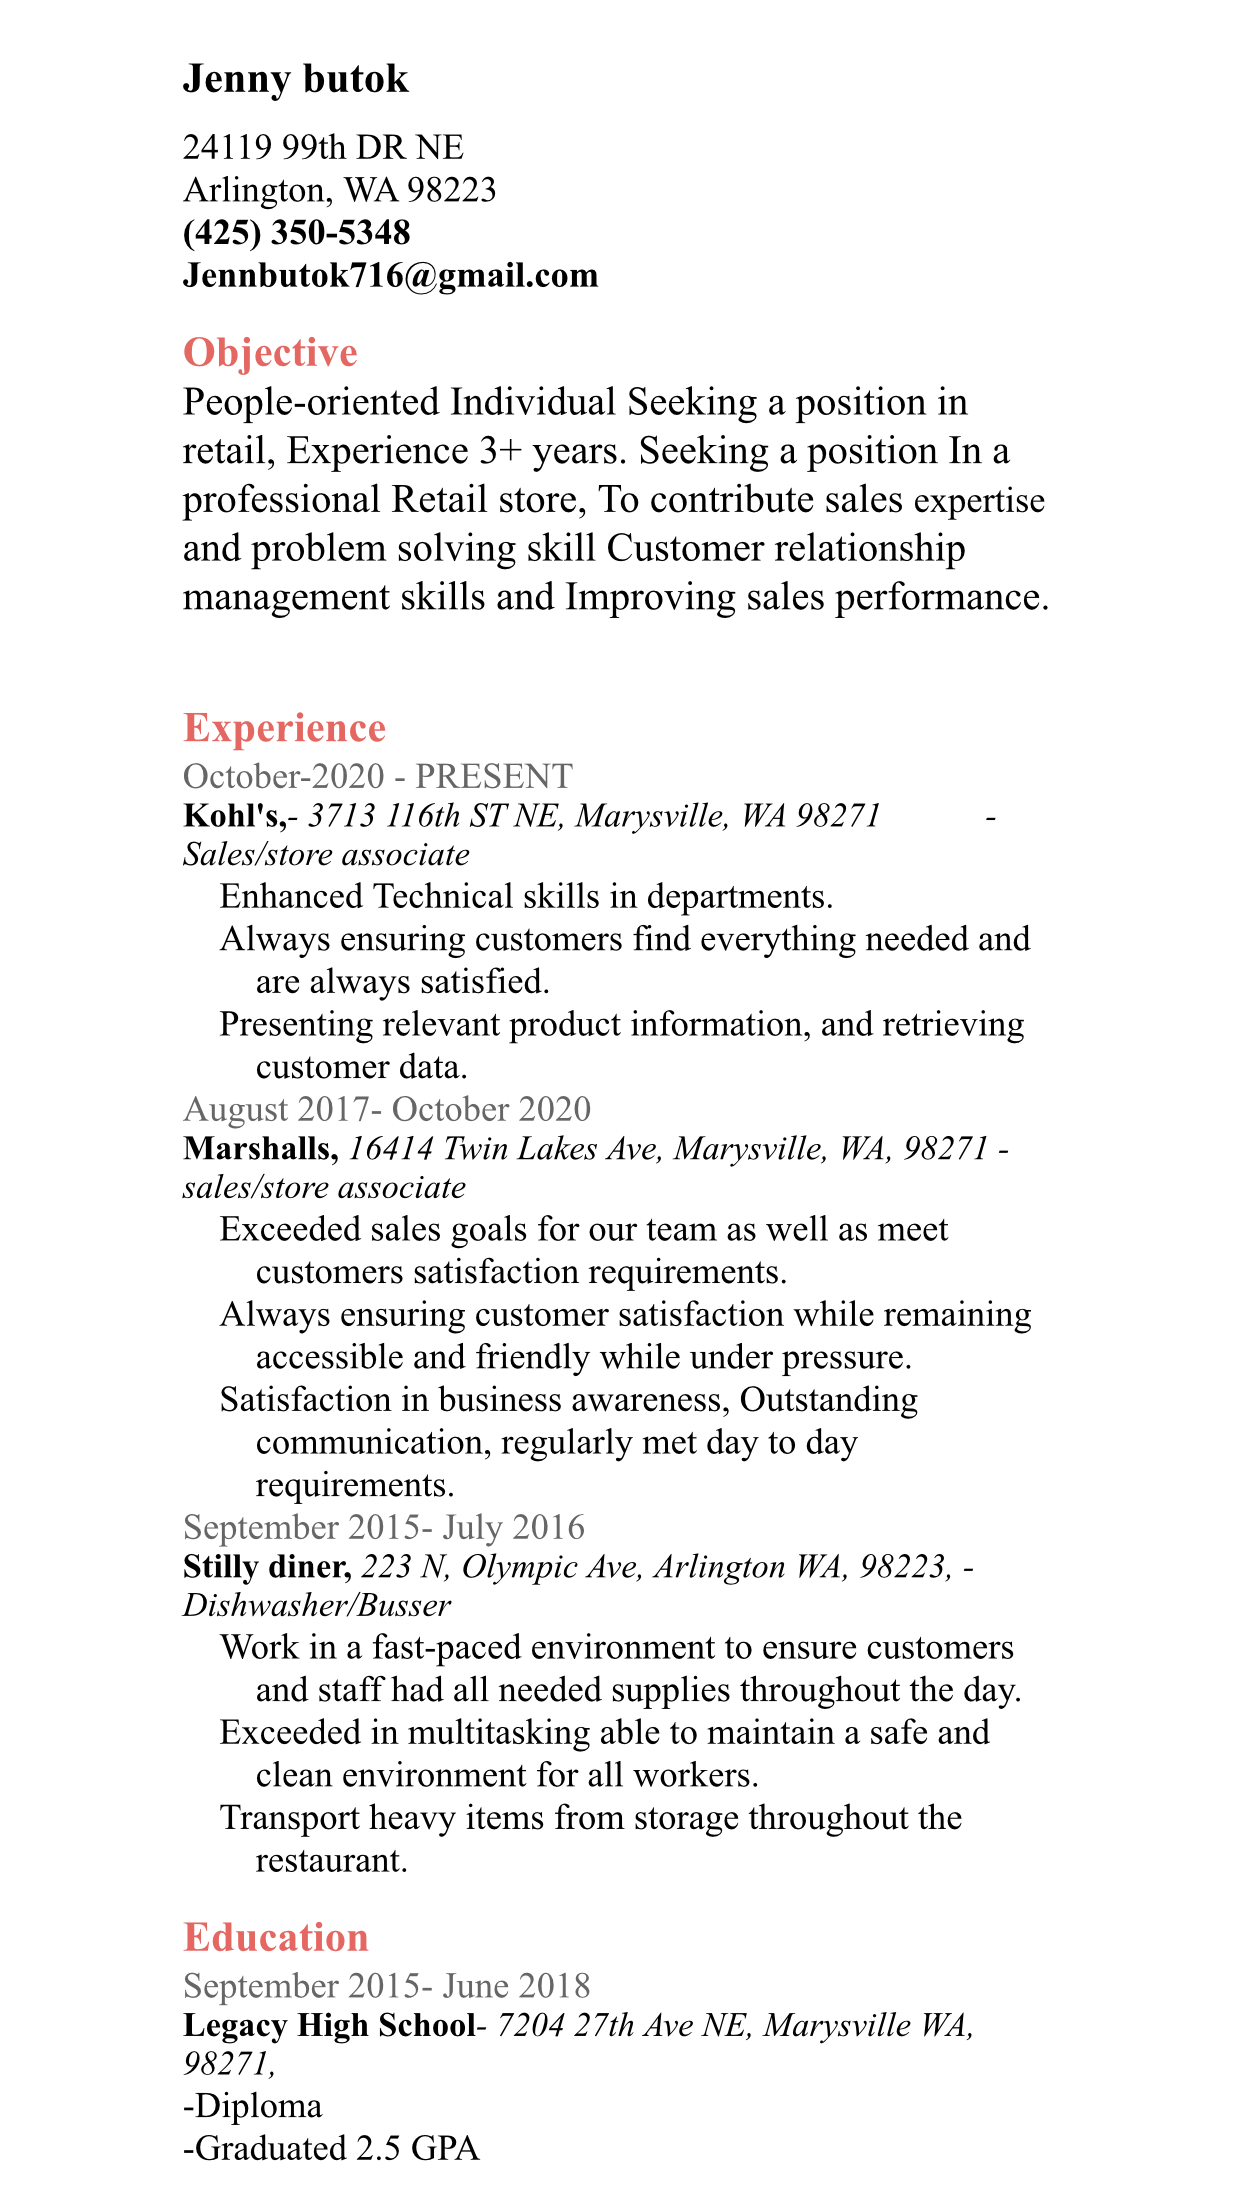 Jenny butok
24119 99th DR NE
Arlington, WA 98223
(425) 350-5348
Jennbutok716@gmail.com
Objective
People-oriented Individual Seeking a position in
retail, Experience 3+ years. Seeking a position In a
professional Retail store, To contribute sales expertise
and problem solving skill Customer relationship
management skills and Improving sales performance.
Experience
October-2020 - PRESENT
Kohl's,- 3713 116th ST NE, Marysville, WA 98271 -
Sales/store associate
Enhanced Technical skills in departments.
Always ensuring customers find everything needed and
are always satisfied.
Presenting relevant product information, and retrieving
customer data.
August 2017- October 2020
Marshalls, 16414 Twin Lakes Ave, Marysville, WA, 98271 -
sales/store associate
Exceeded sales goals for our team as well as meet
customers satisfaction requirements.
Always ensuring customer satisfaction while remaining
accessible and friendly while under pressure.
Satisfaction in business awareness, Outstanding
communication, regularly met day to day
requirements.
September 2015- July 2016
Stilly diner, 223 N, Olympic Ave, Arlington WA, 98223, -
Dishwasher/Busser
Work in a fast-paced environment to ensure customers
and staff had all needed supplies throughout the day.
Exceeded in multitasking able to maintain a safe and
clean environment for all workers.
Transport heavy items from storage throughout the
restaurant.
Education
September 2015- June 2018
Legacy High School- 7204 27th Ave NE, Marysville WA,
98271,
-Diploma
-Graduated 2.5 GPA